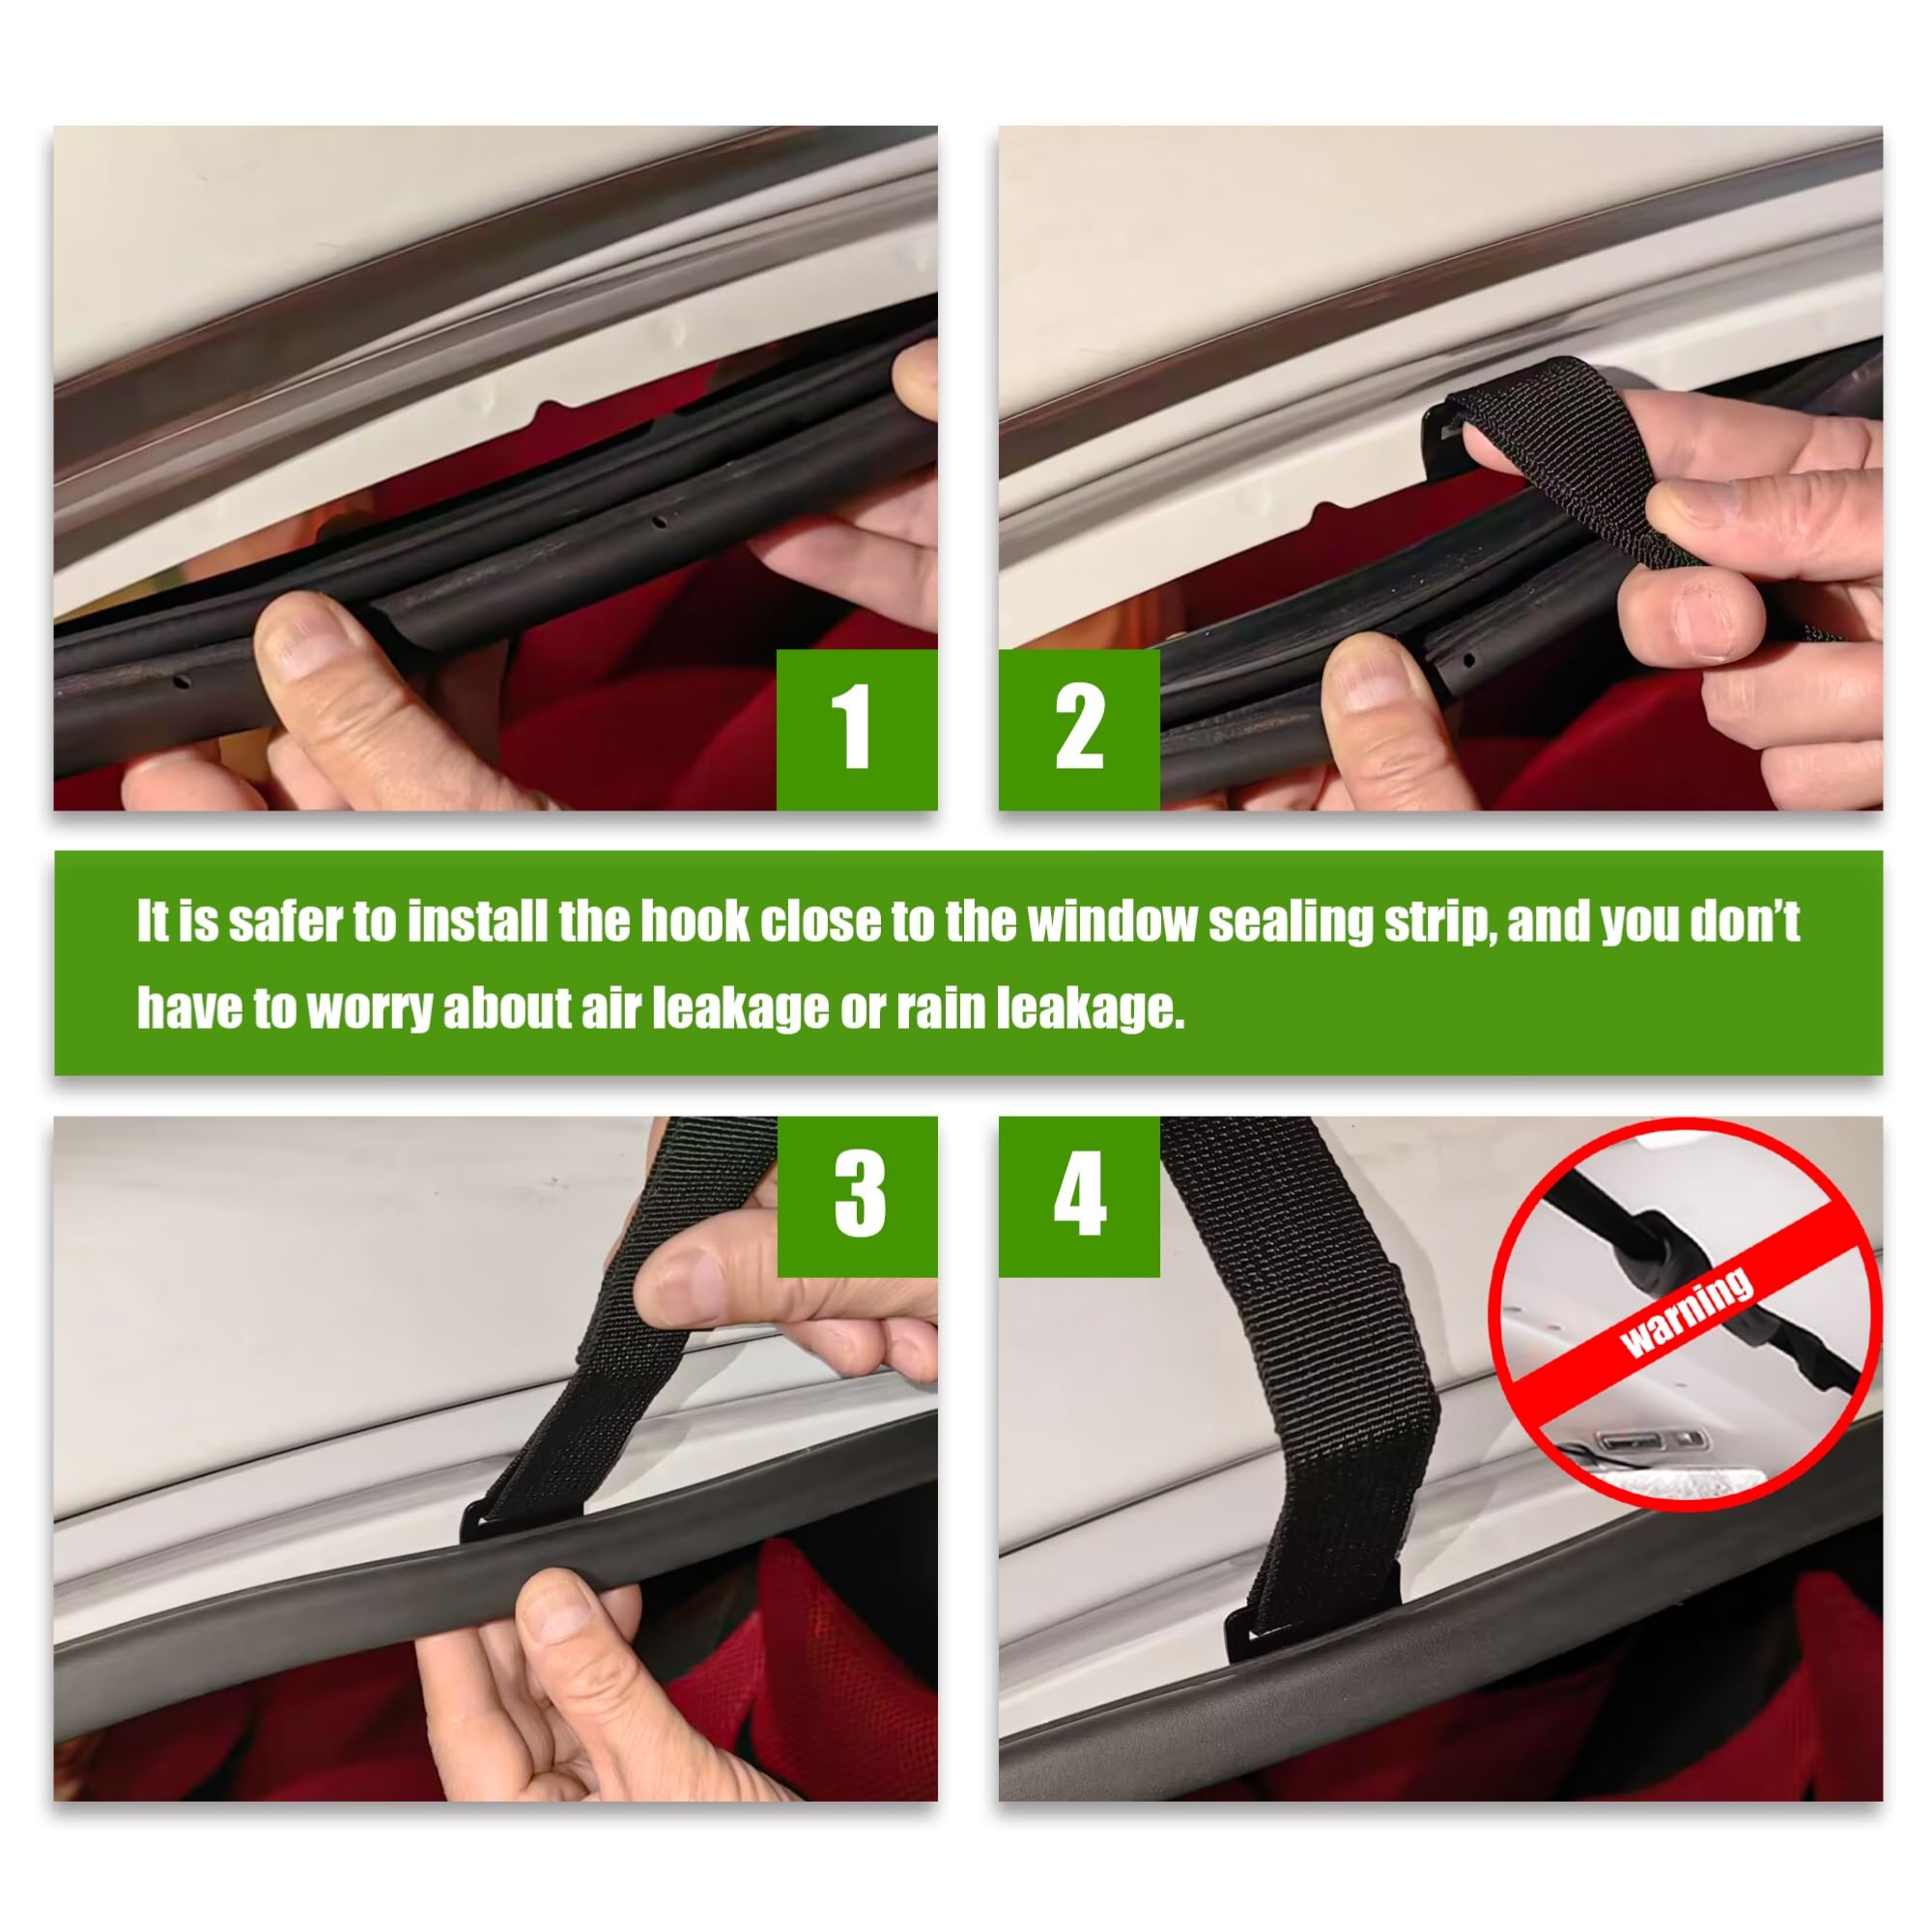 1
2
It is safer to install the hook close to the window sealing strip, and you don’t
have to worry about air leakage or rain leakage.
3
4
warning